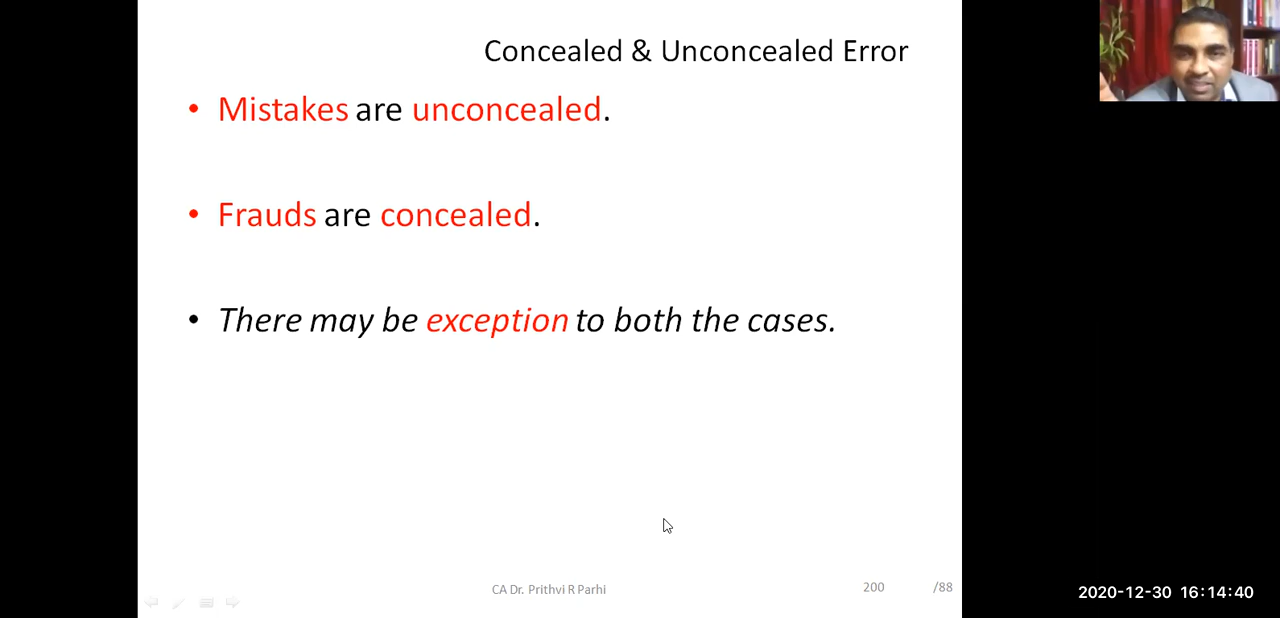 Concealed & Unconcealed Error
• Mistakes are unconcealed.
• Frauds are concealed.
• There may be exception to both the cases.
CA Dr. Prithvi R Parhi
200
/88
2020-12-30 16:14:40